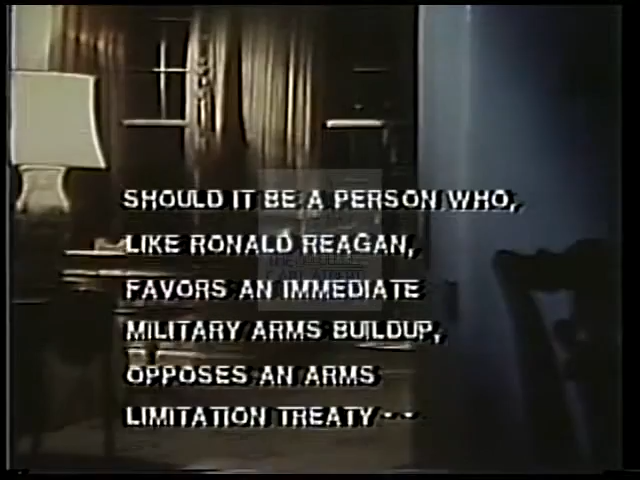 SHOULD IT BE A PERSON WHO,
LIKE RONALD REAGAN,
FAVORS AN IMMEDIATE
MILITARY ARMS BUILDUP,
OPPOSES AN ARMS
LIMITATION TREATY--